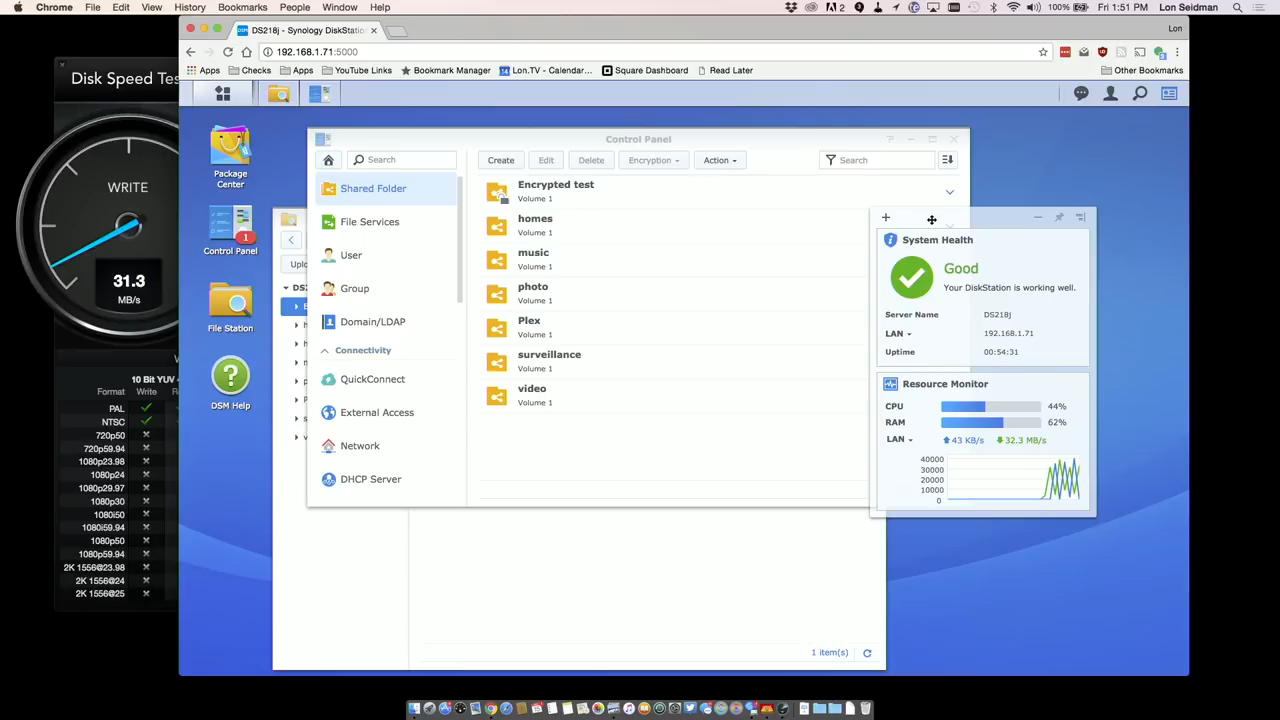 Chrome File Edit View History Bookmarks People Window Help
2 100% Fri 1:51 PM Lon Seidman
DS218j - Synology DiskStatio
Lon
192.168.1.71:5000
Apps Checks Apps YouTube Links Bookmark Manager Lon.TV - Calendar... Square Dashboard Read Later Other Bookmarks
Disk Speed Tes
WRITE
31.3
MB/s
10 Bit YUV
Format Write
PAL
NTSC
720p50
720p59.94
1080p23.98
1080p24
1080p29.97
1080p30
1080i50
1080i59.94
1080p50
1080p59.94
2K 1556@23.98
2K 1556@24
2K 1556@25
Package
Center
1
Control Panel
File Station
DSM Help
Uplo
DS2
Control Panel
Search
Create Edit Delete Encryption Action
Search
Shared Folder
File Services
User
Group
Domain/LDAP
Connectivity
QuickConnect
External Access
Network
DHCP Server
Encrypted test
Volume 1
homes
Volume 1
music
Volume 1
photo
Volume 1
Plex
Volume 1
surveillance
Volume 1
video
Volume 1
System Health
Good
Your DiskStation is working well.
Server Name DS218j
LAN 192.168.1.71
Uptime 00:54:31
Resource Monitor
CPU 44%
RAM 62%
LAN 43 KB/s 32.3 MB/s
40000
30000
20000
10000
0
1 item(s)